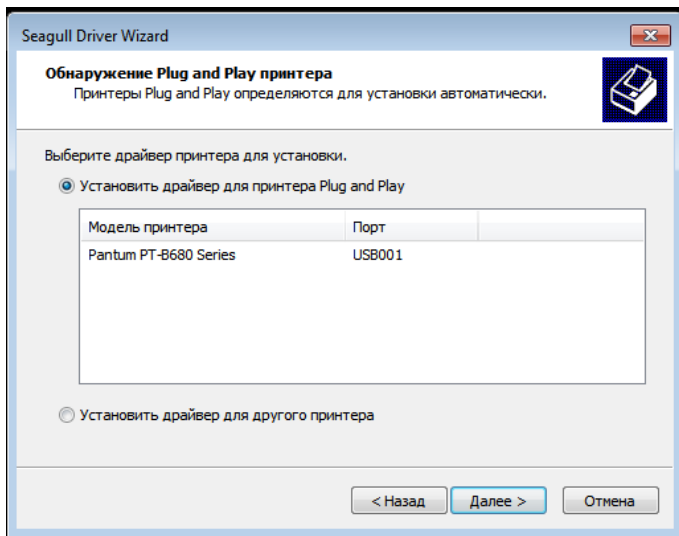 Seagull Driver Wizard
Обнаружение Plug and Play принтера
Принтеры Plug and Play определяются для установки автоматически.
Выберите драйвер принтера для установки.
Установить драйвер для принтера Plug and Play
Модель принтера Порт
Pantum PT-B680 Series USB001
Установить драйвер для другого принтера
< Назад Далее > Отмена